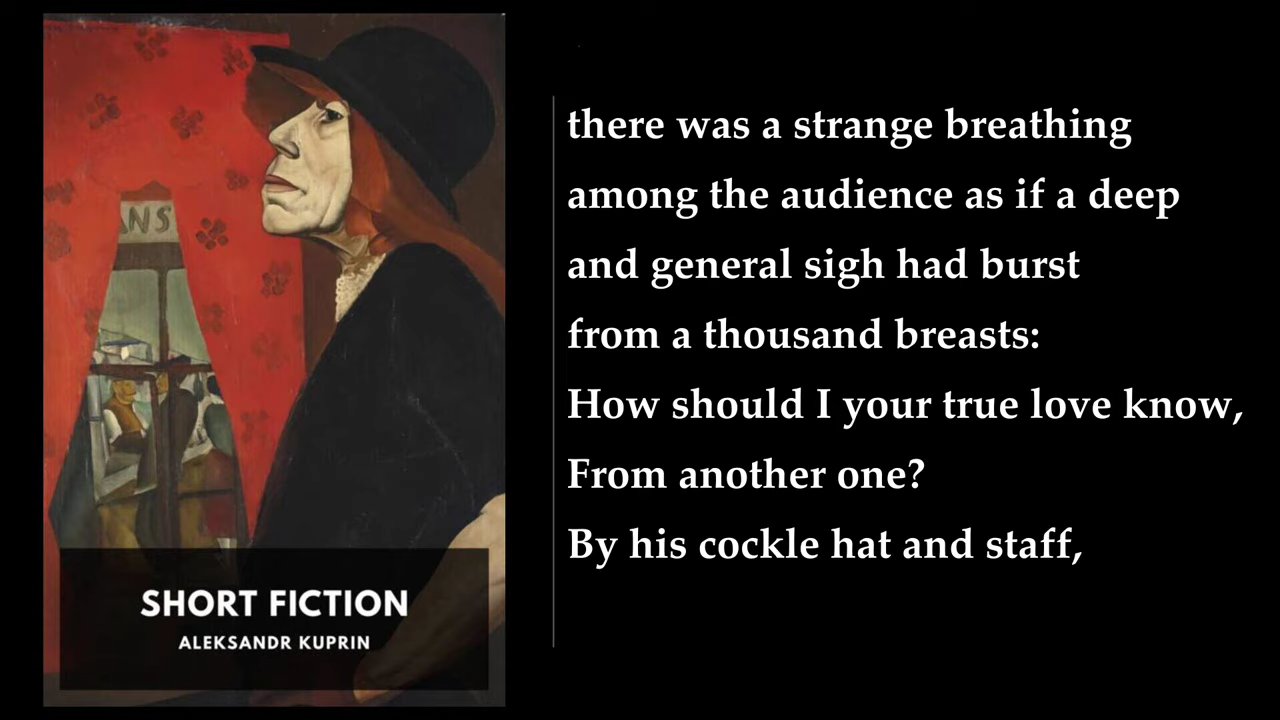 ANS
SHORT FICTION
ALEKSANDR KUPRIN
there was a strange breathing
among the audience as if a deep
and general sigh had burst
from a thousand breasts:
How should I your true love know,
From another one?
By his cockle hat and staff,